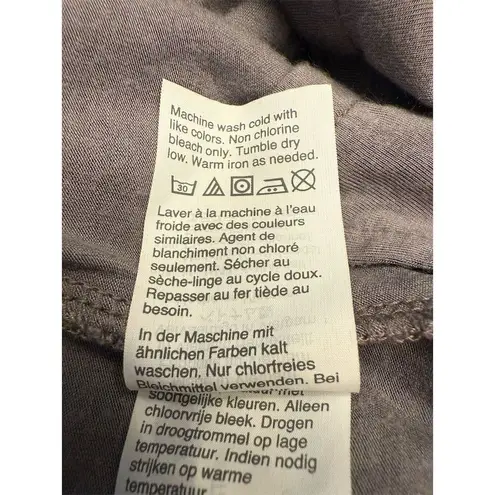 Machine wash cold with
like colors. Non chlorine
bleach only. Tumble dry
low. Warm iron as needed.
30
Laver à la machine à l'eau
froide avec des couleurs
similaires. Agent de
blanchiment non chloré
seulement. Sécher au
sèche-linge au cycle doux.
Repasser au fer tiède au
besoin.
In der Maschine mit
ähnlichen Farben kalt
waschen. Nur chlorfreies
Bleichmittel verwenden. Bei
soortgelijke kleuren. Alleen
chloorvrije bleek. Drogen
in droogtrommel op lage
temperatuur. Indien nodig
strijken op warme
temperatuur